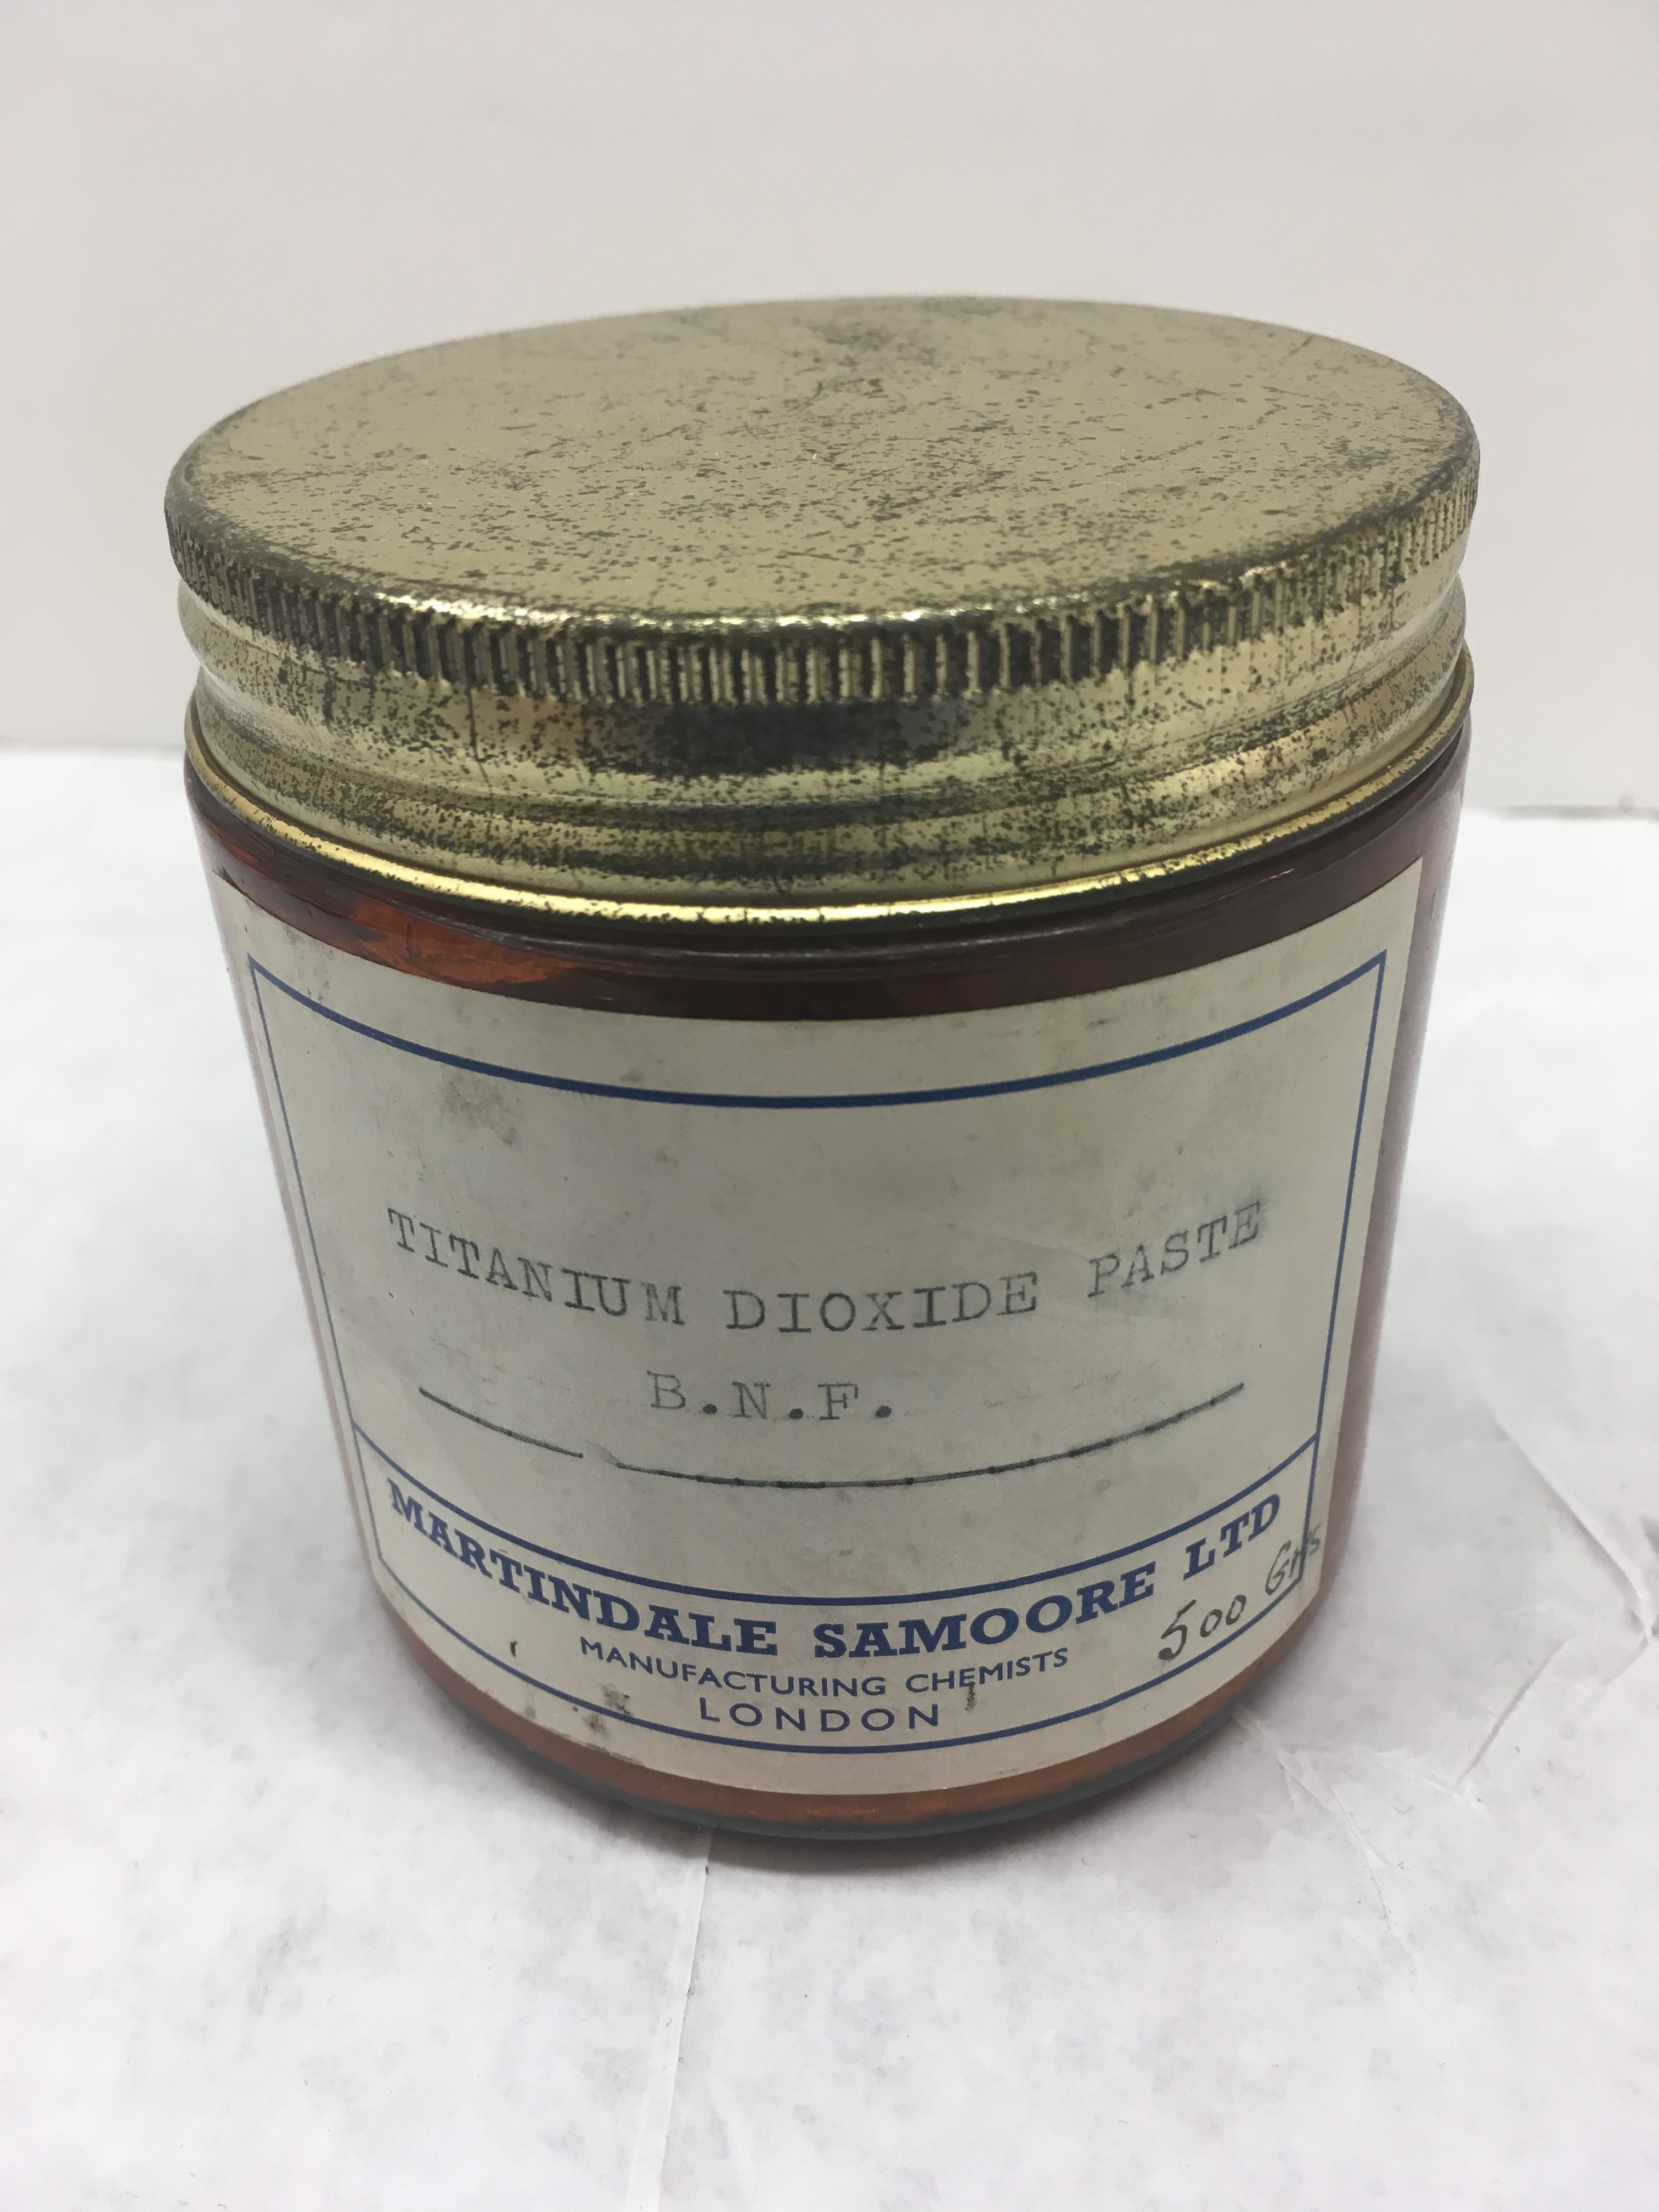 TITANIUM DIOXIDE PASTE
B.N.F.
MARTINDALE SAMOORE LTD
MANUFACTURING CHEMISTS
LONDON
500 Gms